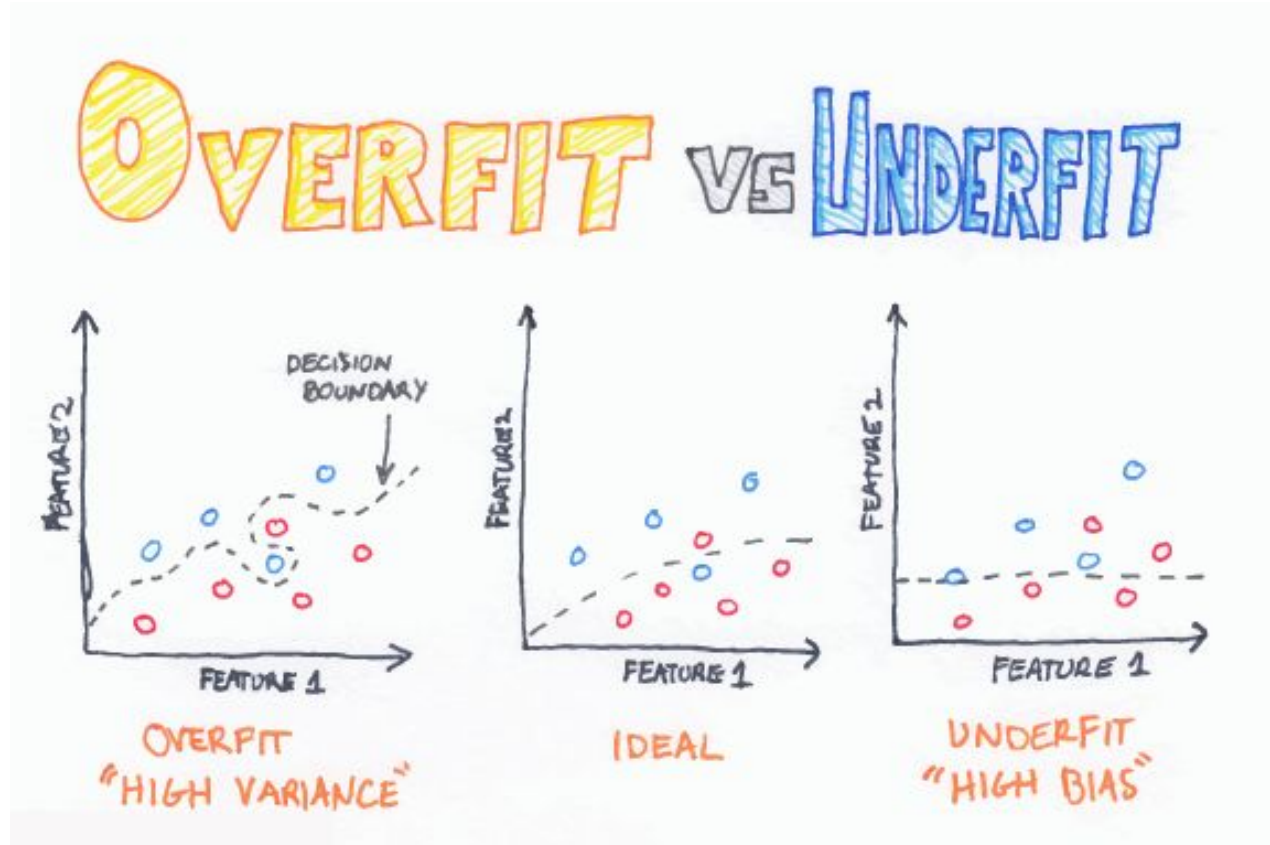 OVERFIT VS UNDERFIT
DECISION
BOUNDARY
FEATURE 2
FEATURE 1
OVERFIT
"HIGH VARIANCE"
FEATURE 2
FEATURE 1
IDEAL
FEATURE 2
FEATURE 1
UNDERFIT
"HIGH BIAS"